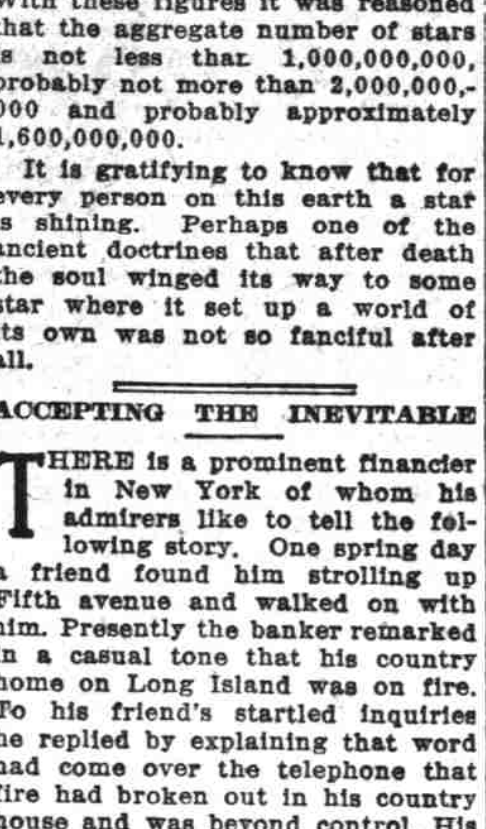 with these figures it was reasoned
that the aggregate number of stars
is not less than 1,000,000,000,
probably not more than 2,000,000,-
000 and probably approximately
1,600,000,000.
It is gratifying to know that for
every person on this earth a star
is shining. Perhaps one of the
ancient doctrines that after death
the soul winged its way to some
star where it set up a world of
its own was not so fanciful after
all.
ACCEPTING THE INEVITABLE
THERE is a prominent financier
in New York of whom his
admirers like to tell the fol-
lowing story. One spring day
a friend found him strolling up
Fifth avenue and walked on with
him. Presently the banker remarked
in a casual tone that his country
home on Long Island was on fire.
To his friend's startled inquiries
he replied by explaining that word
had come over the telephone that
fire had broken out in his country
house and was beyond control. His